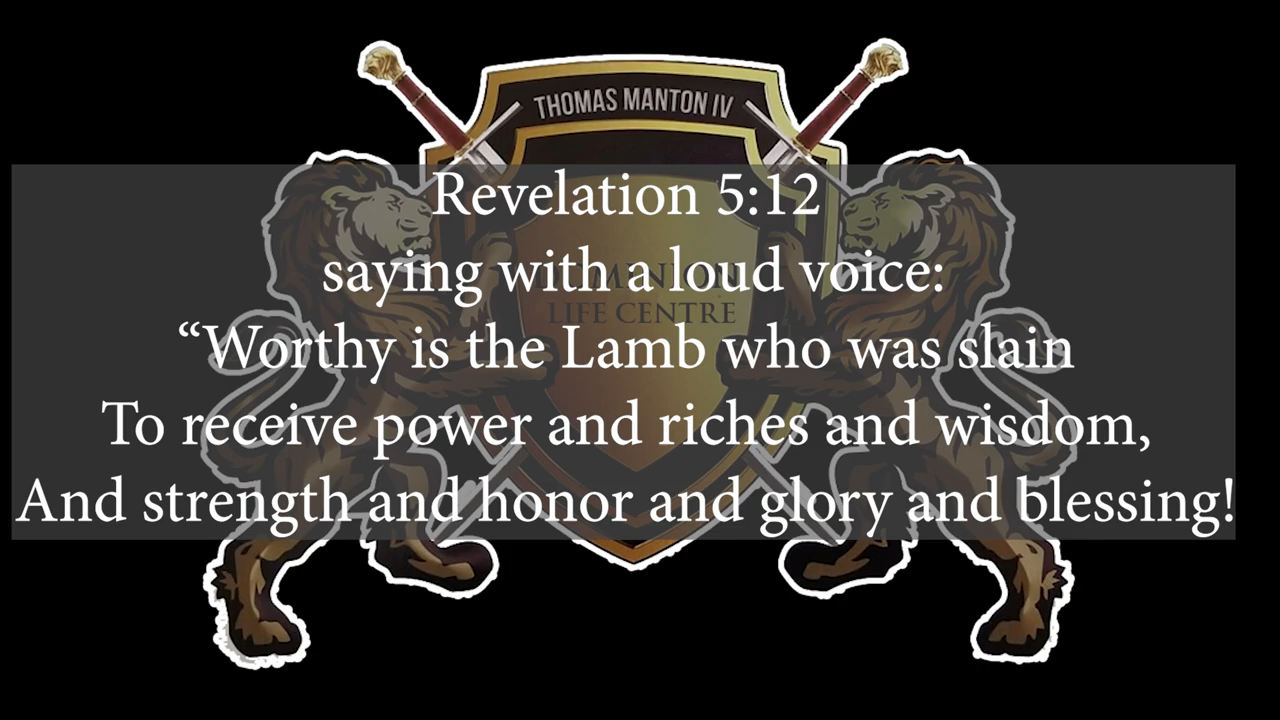 THOMAS MANTON IV
Revelation 5:12
saying with a loud voice:
DOMINION
LIFE CENTRE
“Worthy is the Lamb who was slain
To receive power and riches and wisdom,
And strength and honor and glory and blessing!